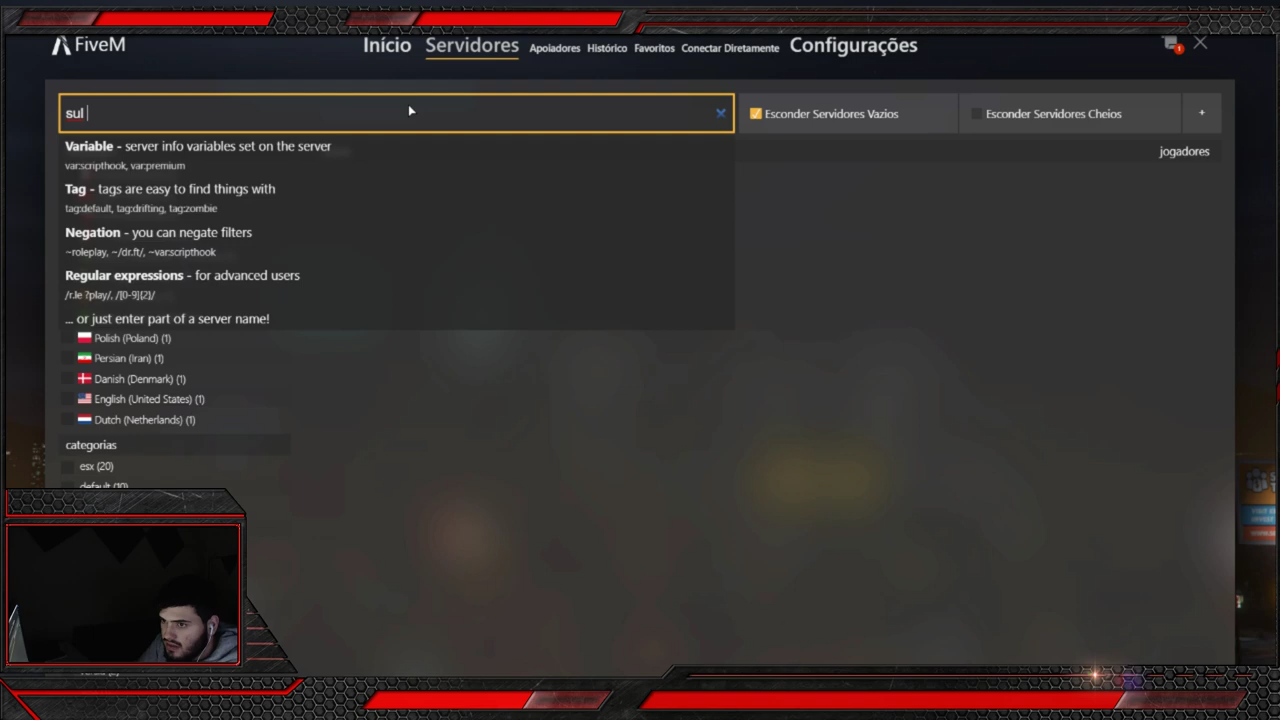 FiveM
Início Servidores Apoiadores Histórico Favoritos Conectar Diretamente Configurações
1
sul
Esconder Servidores Vazios
Esconder Servidores Cheios
+
jogadores
Variable - server info variables set on the server
var:scripthook, var:premium
Tag - tags are easy to find things with
tag:default, tag:drifting, tag:zombie
Negation - you can negate filters
~roleplay, ~/dr.ft/, ~var:scripthook
Regular expressions - for advanced users
/r.le ?play/, /[0-9]{2}/
... or just enter part of a server name!
Polish (Poland) (1)
Persian (Iran) (1)
Danish (Denmark) (1)
English (United States) (1)
Dutch (Netherlands) (1)
categorias
esx (20)
default (10)